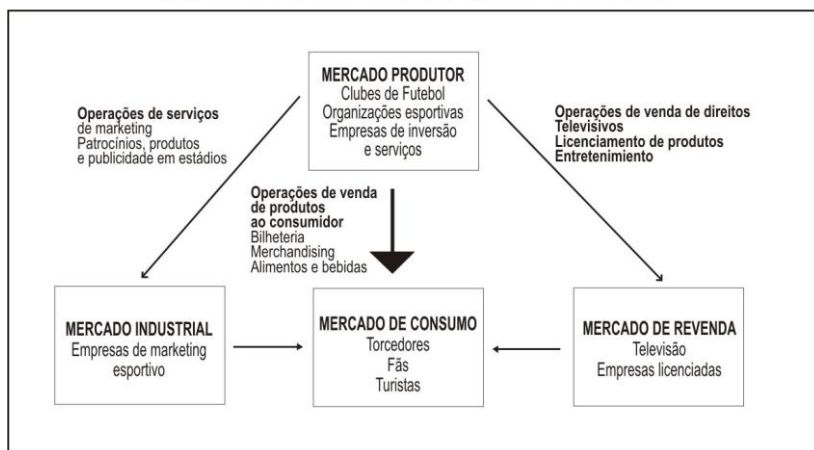 MERCADO PRODUTOR
Clubes de Futebol
Organizações esportivas
Empresas de inversão
e serviços
Operações de serviços
de marketing
Patrocínios, produtos
e publicidade em estádios
Operações de venda de direitos
Televisivos
Licenciamento de produtos
Entretenimiento
Operações de venda
de produtos
ao consumidor
Bilheteria
Merchandising
Alimentos e bebidas
MERCADO INDUSTRIAL
Empresas de marketing
esportivo
MERCADO DE CONSUMO
Torcedores
Fãs
Turistas
MERCADO DE REVENDA
Televisão
Empresas licenciadas